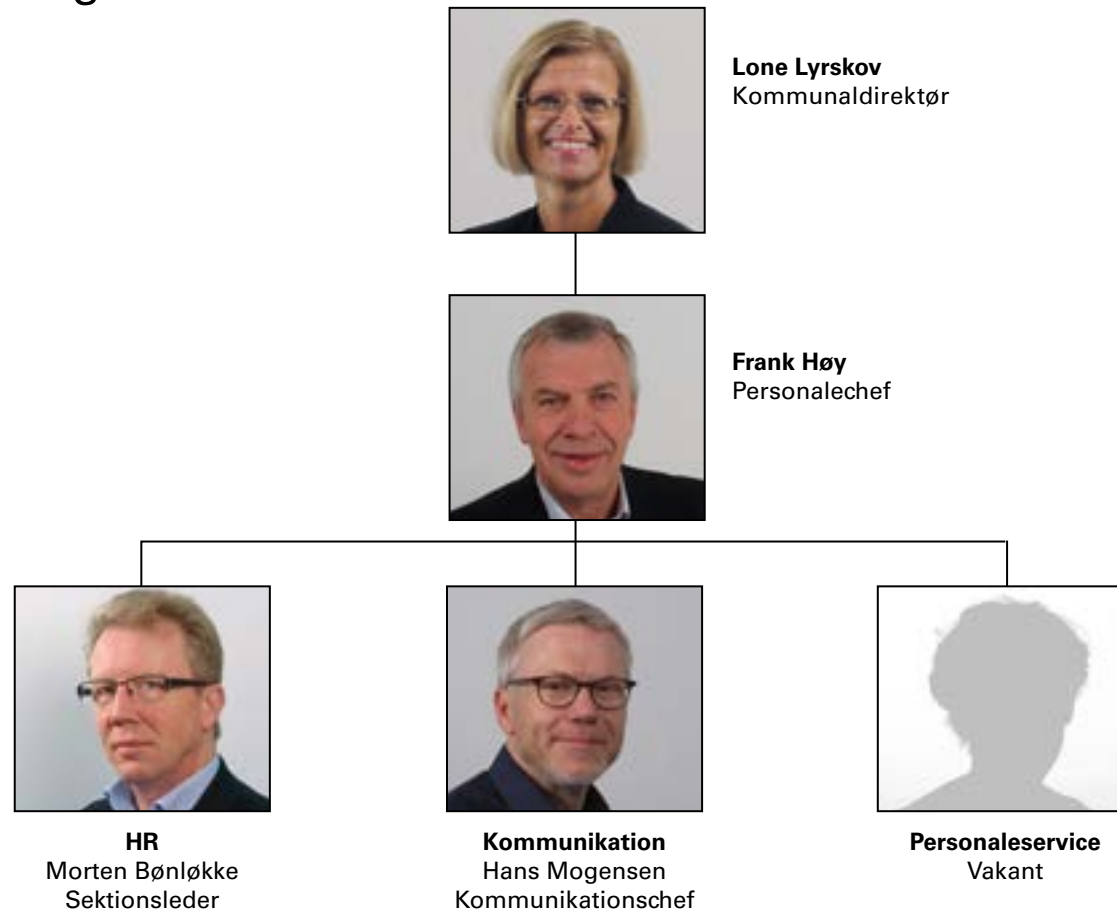 Lone Lyrskov
Kommunaldirektør
Frank Høy
Personalechef
HR
Morten Bønløkke
Sektionsleder
Kommunikation
Hans Mogensen
Kommunikationschef
Personaleservice
Vakant